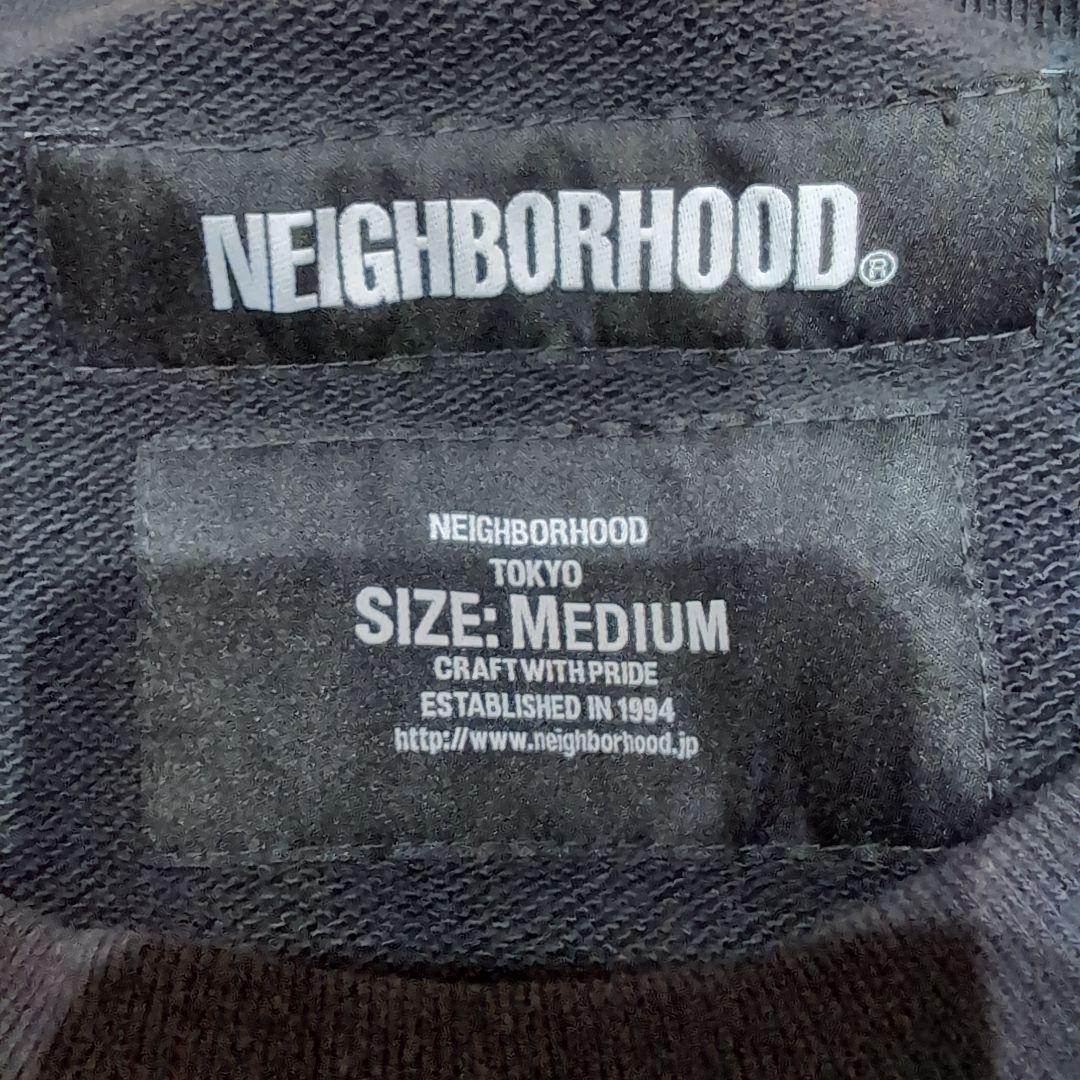 NEIGHBORHOOD®
NEIGHBORHOOD
TOKYO
SIZE: MEDIUM
CRAFT WITH PRIDE
ESTABLISHED IN 1994
http://www.neighborhood.jp